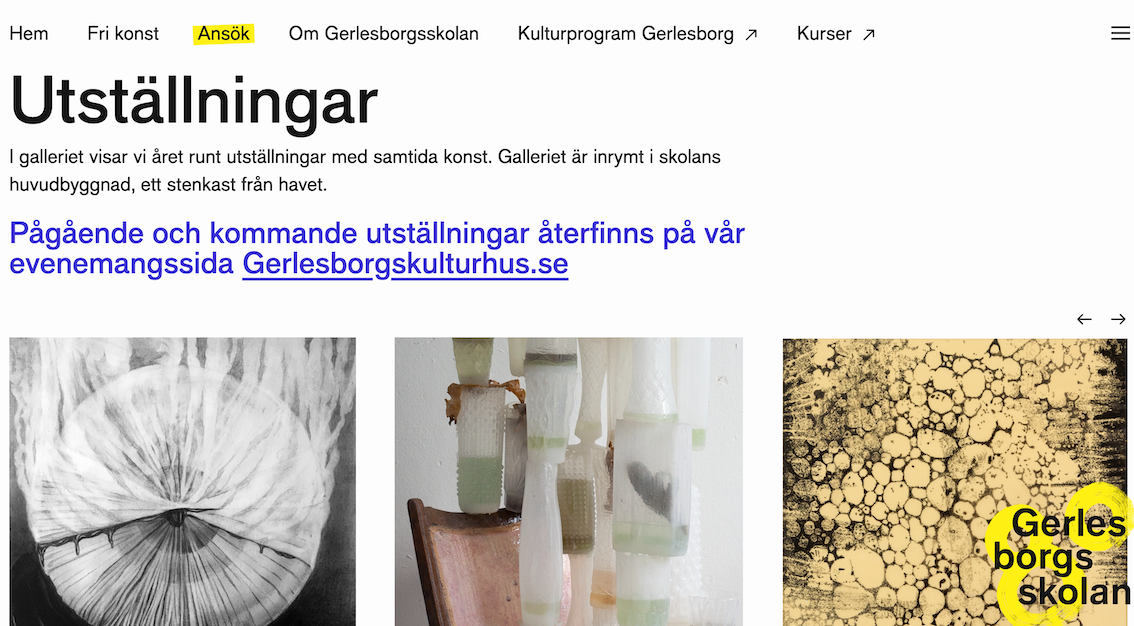 Hem Fri konst Ansök Om Gerlesborgsskolan Kulturprogram Gerlesborg ↗ Kurser ↗
Utställningar
I galleriet visar vi året runt utställningar med samtida konst. Galleriet är inrymt i skolans
huvudbyggnad, ett stenkast från havet.
Pågående och kommande utställningar återfinns på vår
evenemangssida Gerlesborgskulturhus.se
← →
Gerles
borgs
skolan